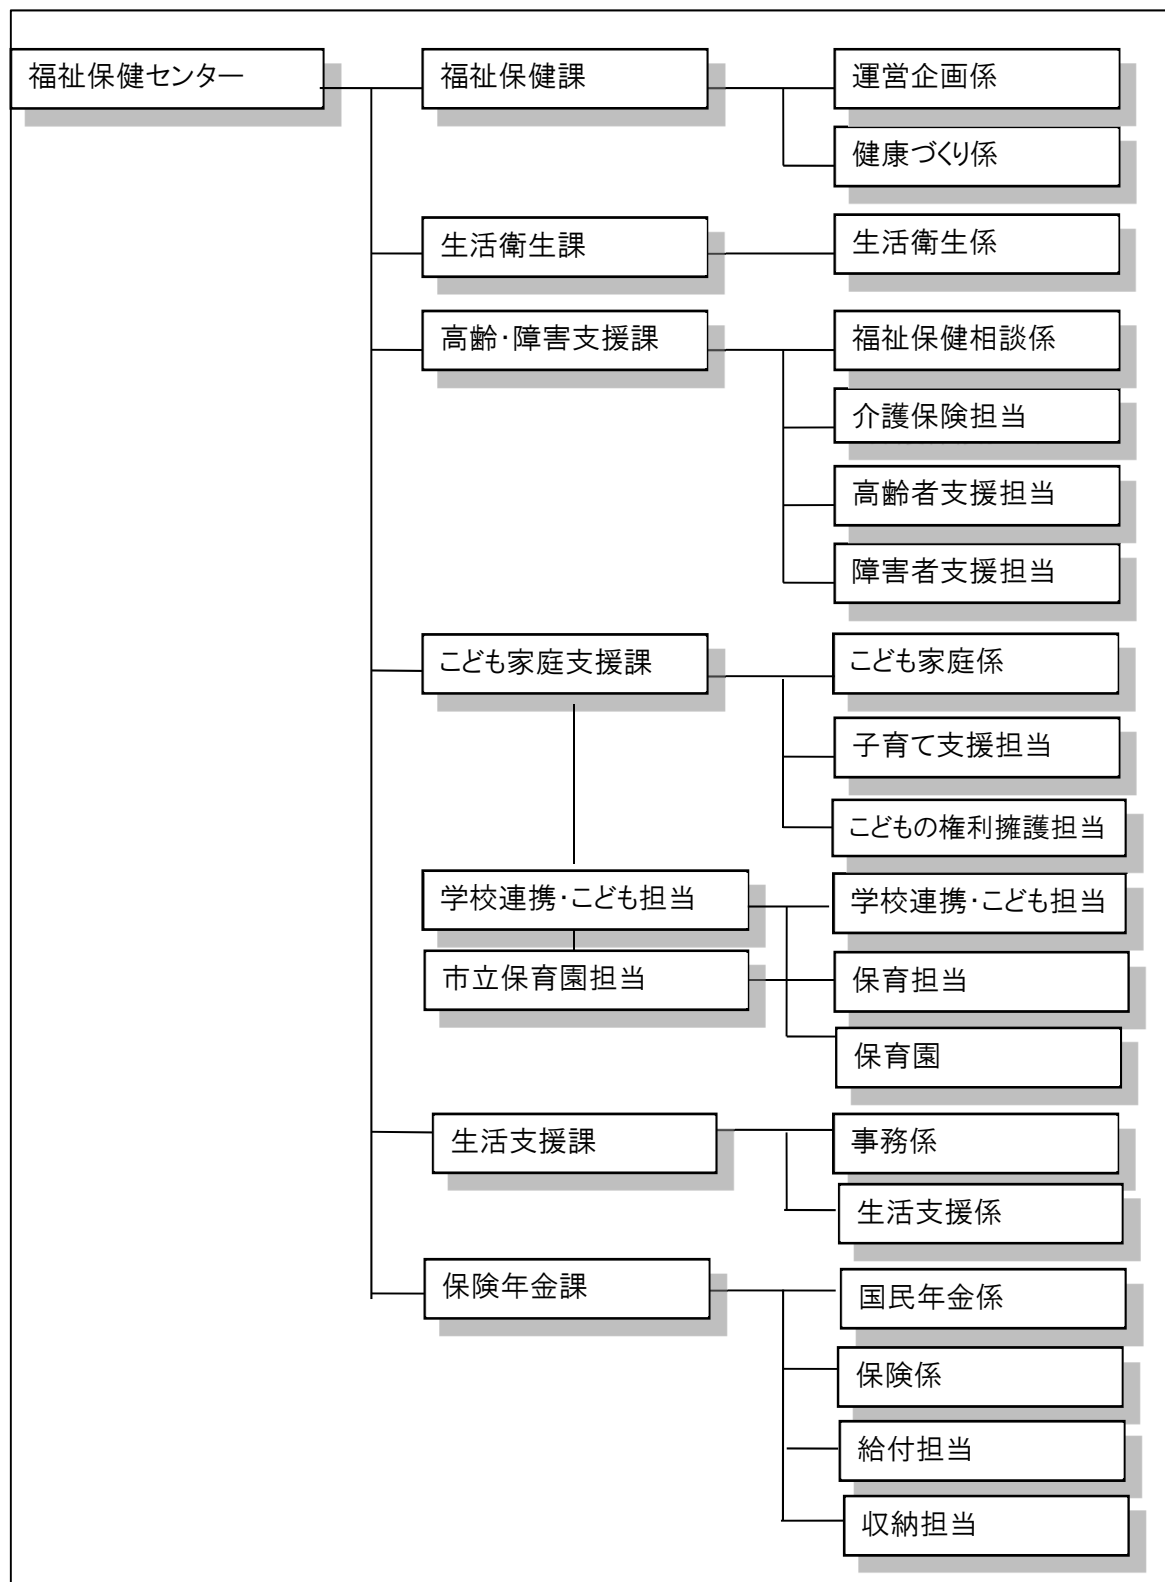 福祉保健センター
福祉保健課
運営企画係
健康づくり係
生活衛生課
生活衛生係
高齢・障害支援課
福祉保健相談係
介護保険担当
高齢者支援担当
障害者支援担当
こども家庭支援課
こども家庭係
子育て支援担当
こどもの権利擁護担当
学校連携・こども担当
学校連携・こども担当
市立保育園担当
保育担当
保育園
生活支援課
事務係
生活支援係
保険年金課
国民年金係
保険係
給付担当
収納担当